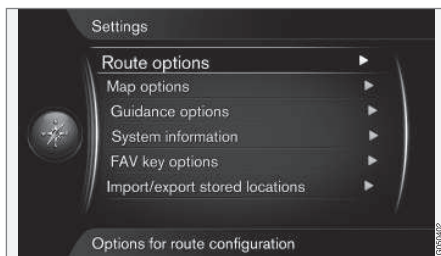 Settings
Route options
Map options
Guidance options
System information
FAV key options
Import/export stored locations
Options for route configuration
G050402